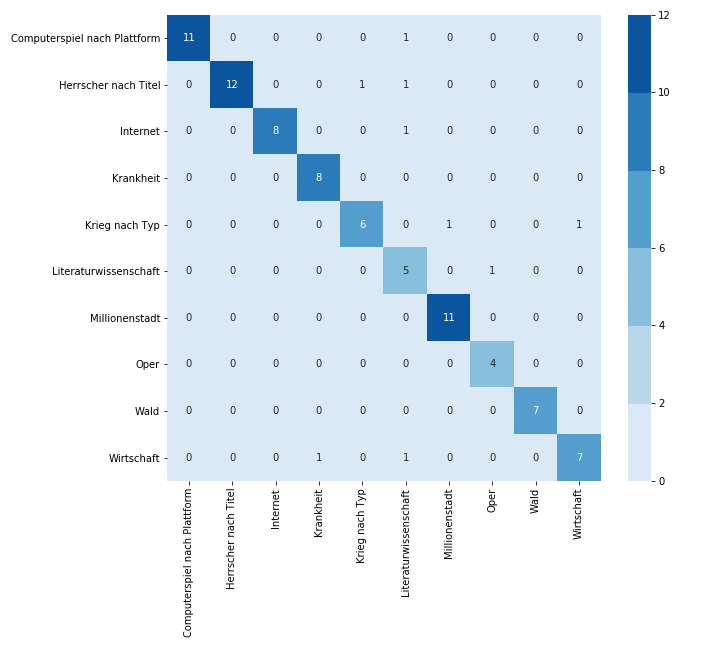 Computerspiel nach Plattform 11 0 0 0 0 1 0 0 0 0
Herrscher nach Titel 0 12 0 0 1 1 0 0 0 0
Internet 0 0 8 0 0 1 0 0 0 0
Krankheit 0 0 0 8 0 0 0 0 0 0
Krieg nach Typ 0 0 0 0 6 0 1 0 0 1
Literaturwissenschaft 0 0 0 0 0 5 0 1 0 0
Millionenstadt 0 0 0 0 0 0 11 0 0 0
Oper 0 0 0 0 0 0 0 4 0 0
Wald 0 0 0 0 0 0 0 0 7 0
Wirtschaft 0 0 0 1 0 1 0 0 0 7
Computerspiel nach Plattform
Herrscher nach Titel
Internet
Krankheit
Krieg nach Typ
Literaturwissenschaft
Millionenstadt
Oper
Wald
Wirtschaft
12
10
8
6
4
2
0